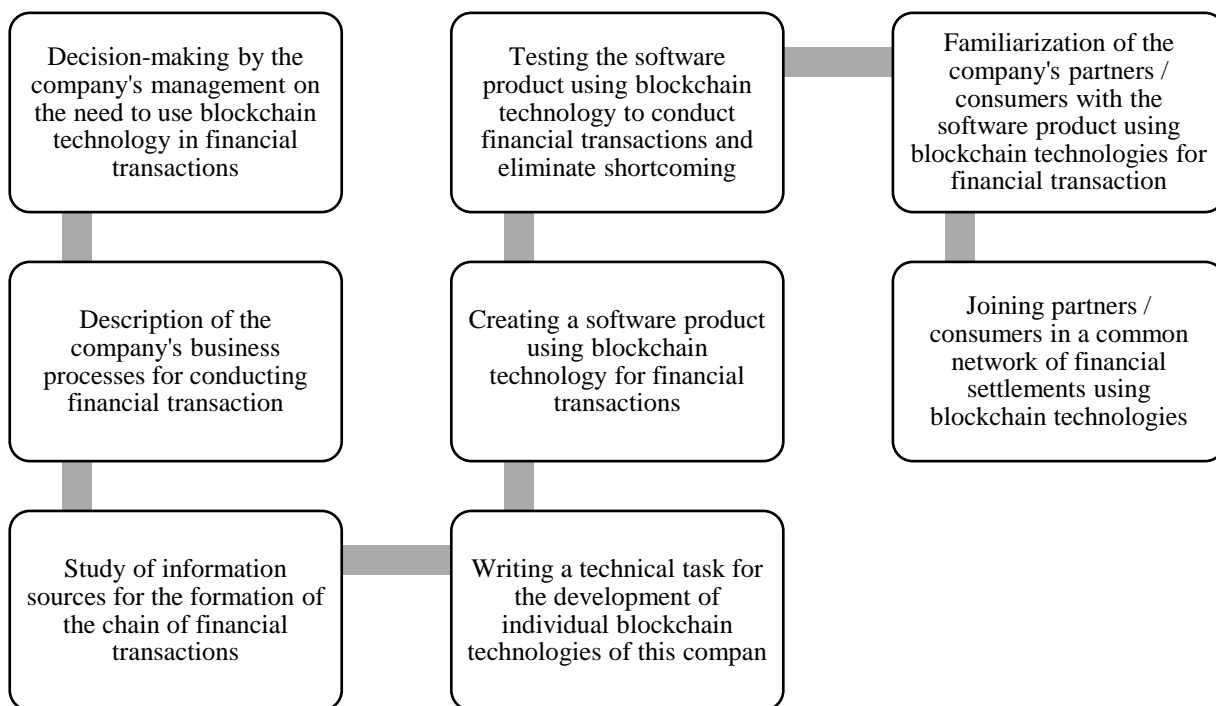 Decision-making by the
company's management on
the need to use blockchain
technology in financial
transactions
Description of the
company's business
processes for conducting
financial transaction
Study of information
sources for the formation of
the chain of financial
transactions
Writing a technical task for
the development of
individual blockchain
technologies of this compan
Creating a software product
using blockchain
technology for financial
transactions
Testing the software
product using blockchain
technology to conduct
financial transactions and
eliminate shortcoming
Familiarization of the
company's partners /
consumers with the
software product using
blockchain technologies for
financial transaction
Joining partners /
consumers in a common
network of financial
settlements using
blockchain technologies